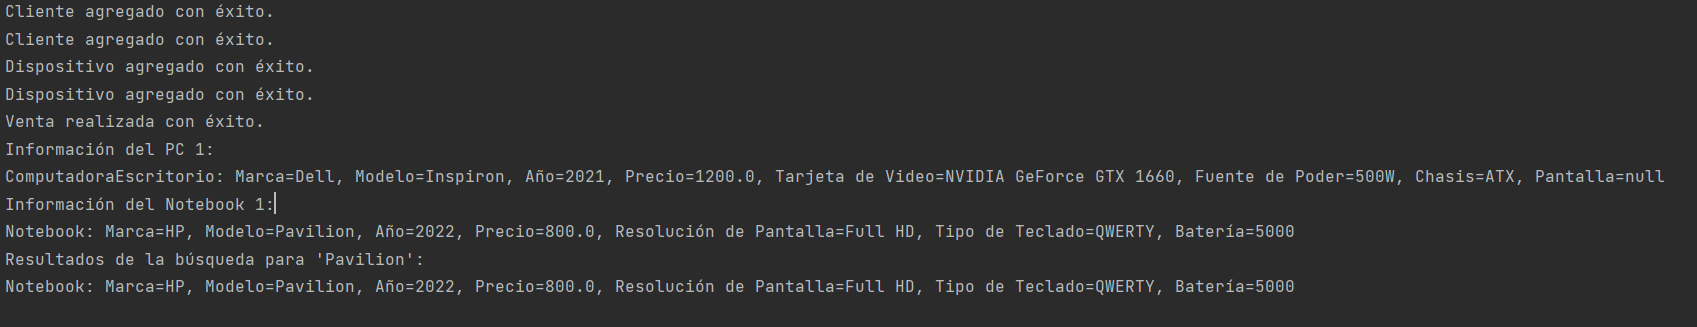 Cliente agregado con éxito.
Cliente agregado con éxito.
Dispositivo agregado con éxito.
Dispositivo agregado con éxito.
Venta realizada con éxito.
Información del PC 1:
ComputadoraEscritorio: Marca=Dell, Modelo=Inspiron, Año=2021, Precio=1200.0, Tarjeta de Video=NVIDIA GeForce GTX 1660, Fuente de Poder=500W, Chasis=ATX, Pantalla=null
Información del Notebook 1:
Notebook: Marca=HP, Modelo=Pavilion, Año=2022, Precio=800.0, Resolución de Pantalla=Full HD, Tipo de Teclado=QWERTY, Batería=5000
Resultados de la búsqueda para 'Pavilion':
Notebook: Marca=HP, Modelo=Pavilion, Año=2022, Precio=800.0, Resolución de Pantalla=Full HD, Tipo de Teclado=QWERTY, Batería=5000